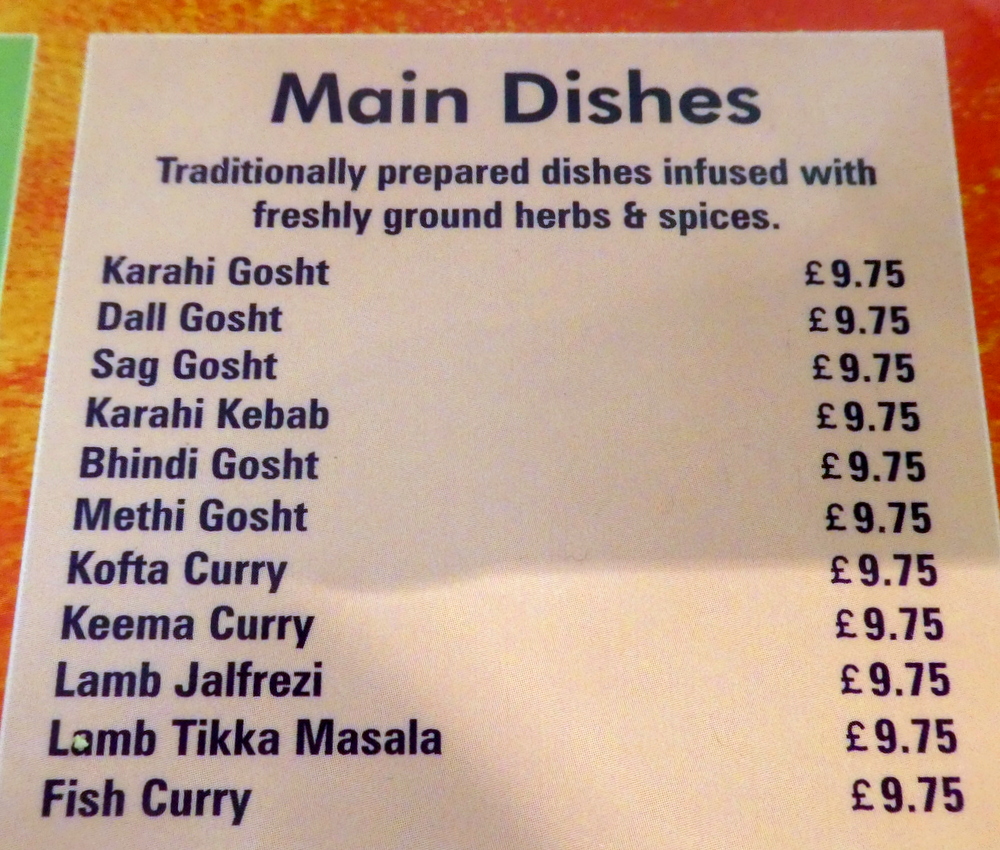 Main Dishes
Traditionally prepared dishes infused with
freshly ground herbs & spices.
Karahi Gosht £9.75
Dall Gosht £9.75
Sag Gosht £9.75
Karahi Kebab £9.75
Bhindi Gosht £9.75
Methi Gosht £9.75
Kofta Curry £9.75
Keema Curry £9.75
Lamb Jalfrezi £9.75
Lamb Tikka Masala £9.75
Fish Curry £9.75